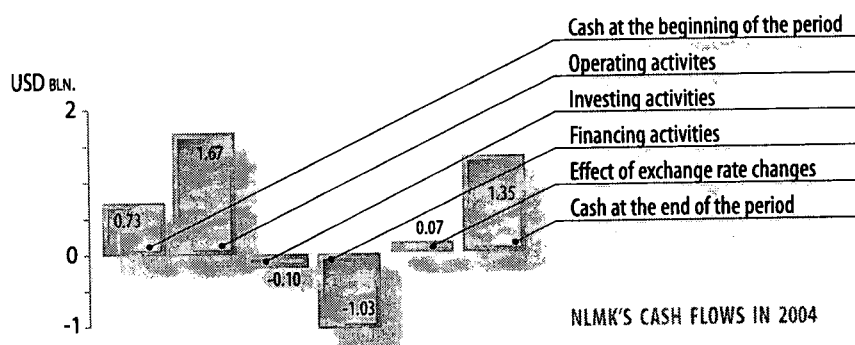 Cash at the beginning of the period
Operating activites
USD BLN.
Investing activities
2
Financing activities
1.67
Effect of exchange rate changes
1.35
0.73
0.07
Cash at the end of the period
0
-0.10
-1.03
NLMK'S CASH FLOWS IN 2004
-1